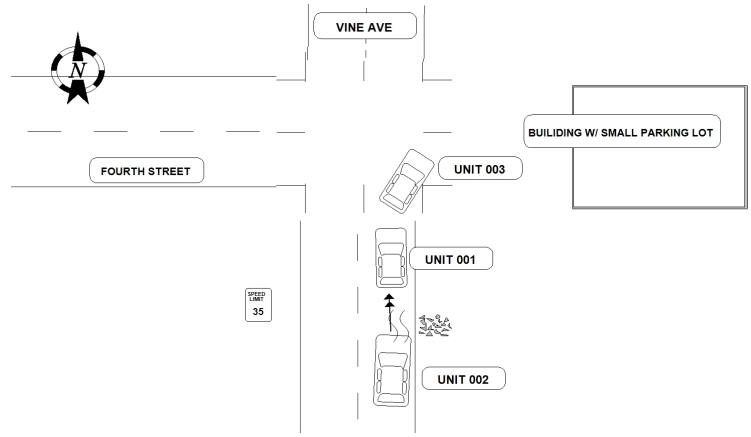 VINE AVE
N
BUILIDING W/ SMALL PARKING LOT
FOURTH STREET
UNIT 003
UNIT 001
SPEED
LIMIT
35
UNIT 002